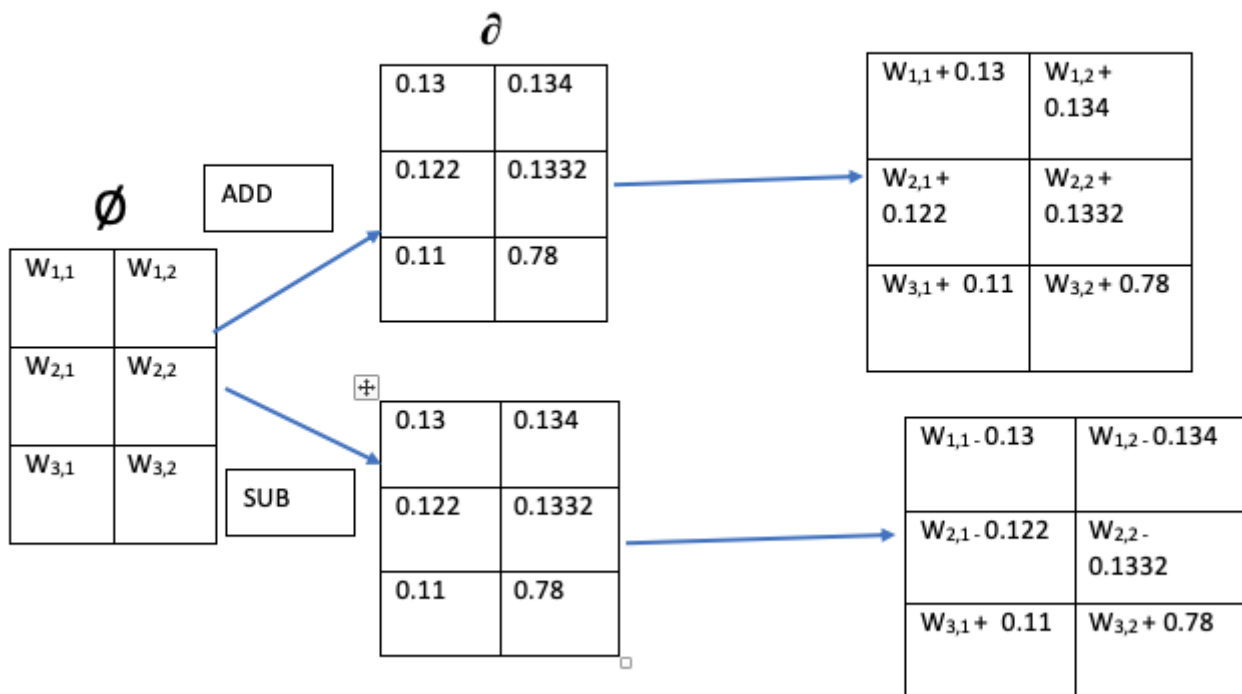 ∂
0.13 0.134
0.122 0.1332
0.11 0.78
W1,1 + 0.13 W1,2 +
0.134
W2,1 + W2,2 +
0.122 0.1332
W3,1 + 0.11 W3,2 + 0.78
ADD
Ø
W1,1 W1,2
W2,1 W2,2
W3,1 W3,2
SUB
0.13 0.134
0.122 0.1332
0.11 0.78
W1,1 - 0.13 W1,2 - 0.134
W2,1 - 0.122 W2,2 -
0.1332
W3,1 + 0.11 W3,2 + 0.78